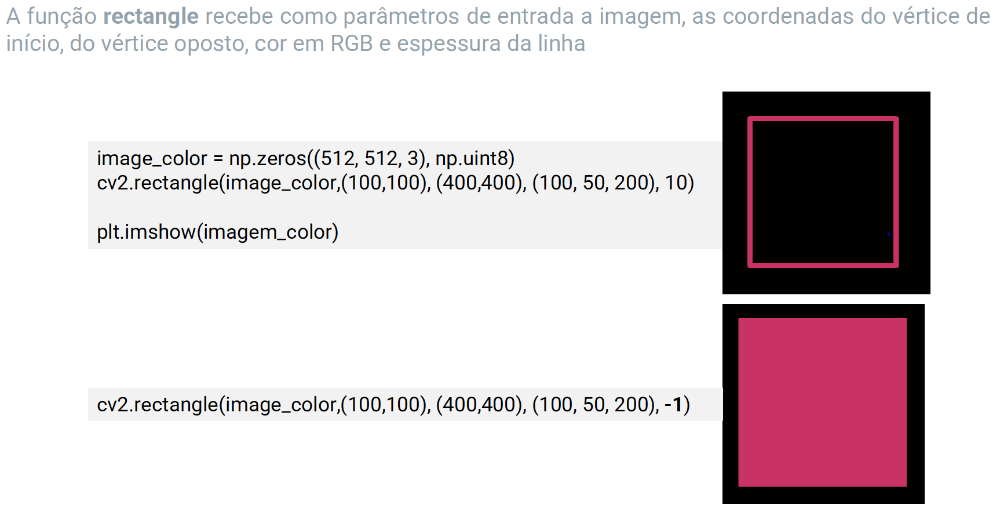 A função rectangle recebe como parâmetros de entrada a imagem, as coordenadas do vértice de
início, do vértice oposto, cor em RGB e espessura da linha
image_color = np.zeros((512, 512, 3), np.uint8)
cv2.rectangle(image_color,(100,100), (400,400), (100, 50, 200), 10)
plt.imshow(imagem_color)
cv2.rectangle(image_color,(100,100), (400,400), (100, 50, 200), -1)